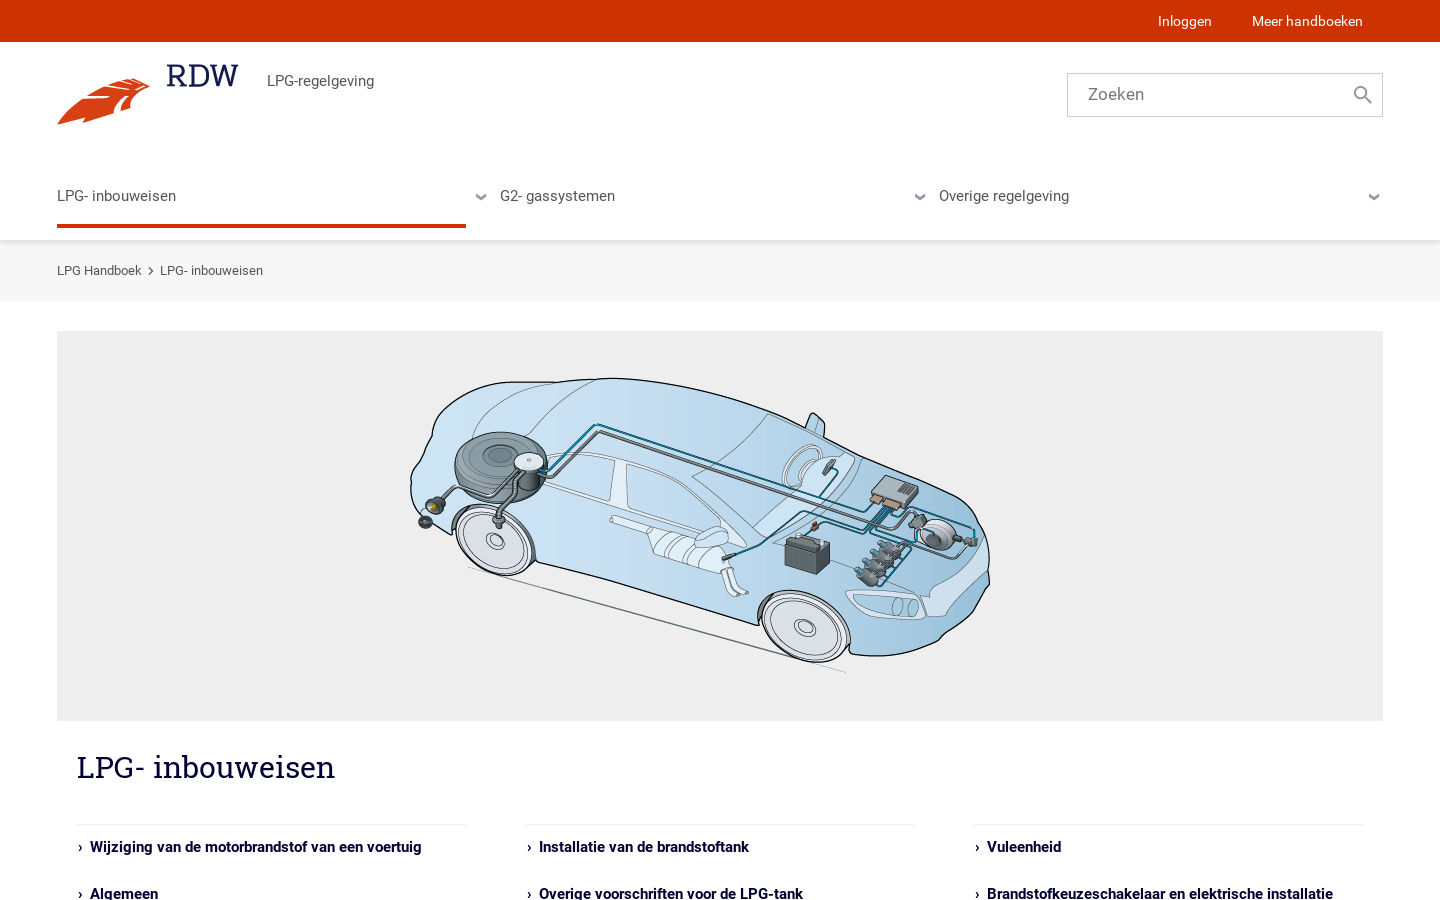 Inloggen Meer handboeken
RDW LPG-regelgeving
Zoeken
LPG- inbouweisen G2- gassystemen Overige regelgeving
LPG Handboek > LPG- inbouweisen
LPG- inbouweisen
› Wijziging van de motorbrandstof van een voertuig › Installatie van de brandstoftank › Vuleenheid
› Algemeen › Overige voorschriften voor de LPG-tank › Brandstofkeuzeschakelaar en elektrische installatie